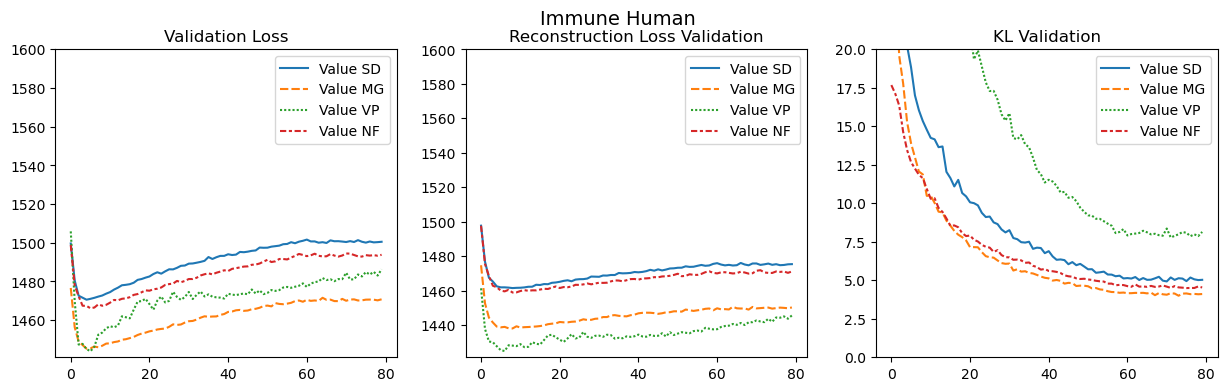 Immune Human
Validation Loss
1600
1580
1560
1540
1520
1500
1480
1460
0
20
40
60
80
Value SD
Value MG
Value VP
Value NF
Reconstruction Loss Validation
1600
1580
1560
1540
1520
1500
1480
1460
1440
0
20
40
60
80
Value SD
Value MG
Value VP
Value NF
KL Validation
20.0
17.5
15.0
12.5
10.0
7.5
5.0
2.5
0.0
0
20
40
60
80
Value SD
Value MG
Value VP
Value NF